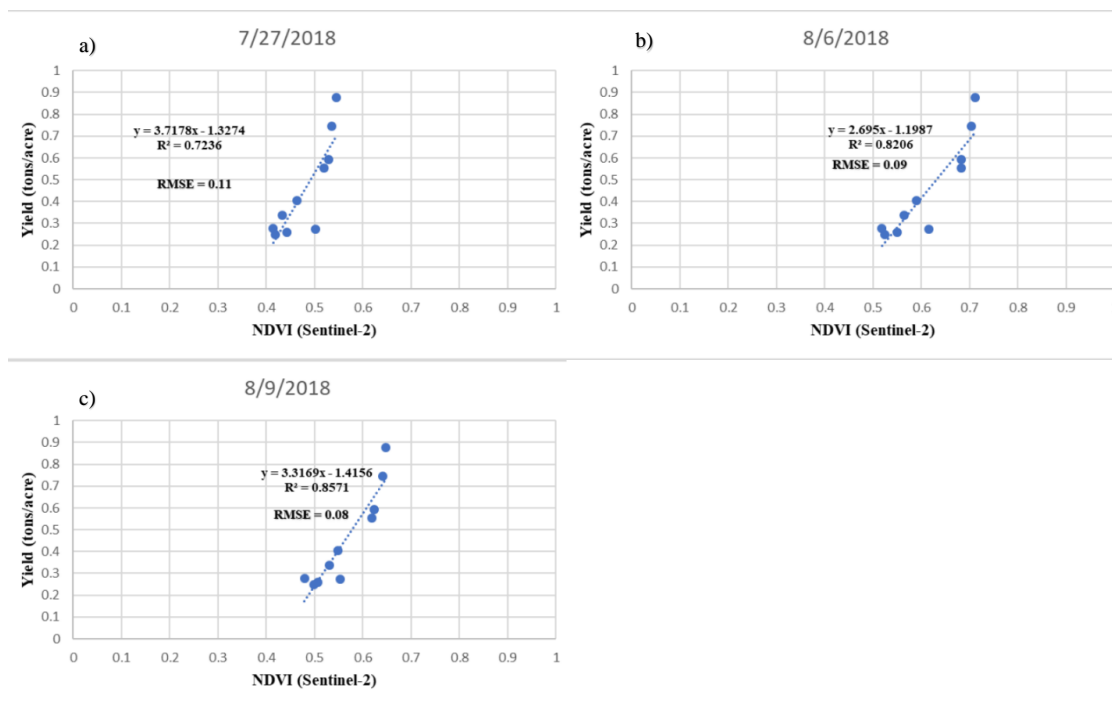 a)
7/27/2018
1
0.9
0.8
0.7
0.6
0.5
0.4
0.3
0.2
0.1
0
Yield (tons/acre)
y = 3.7178x - 1.3274
R² = 0.7236
RMSE = 0.11
0 0.1 0.2 0.3 0.4 0.5 0.6 0.7 0.8 0.9 1
NDVI (Sentinel-2)
b)
8/6/2018
1
0.9
0.8
0.7
0.6
0.5
0.4
0.3
0.2
0.1
0
Yield (tons/acre)
y = 2.695x - 1.1987
R² = 0.8206
RMSE = 0.09
0 0.1 0.2 0.3 0.4 0.5 0.6 0.7 0.8 0.9
NDVI (Sentinel-2)
c)
8/9/2018
1
0.9
0.8
0.7
0.6
0.5
0.4
0.3
0.2
0.1
0
Yield (tons/acre)
y = 3.3169x - 1.4156
R² = 0.8571
RMSE = 0.08
0 0.1 0.2 0.3 0.4 0.5 0.6 0.7 0.8 0.9 1
NDVI (Sentinel-2)